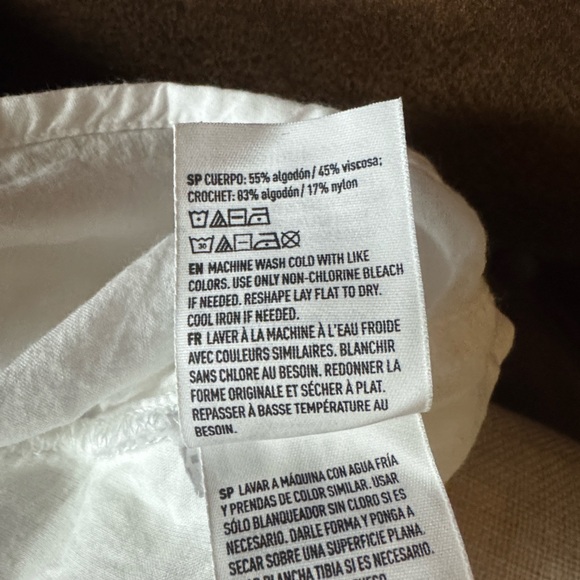 SP CUERPO: 55% algodón / 45% viscosa;
CROCHET: 83% algodón / 17% nylon
30
EN MACHINE WASH COLD WITH LIKE
COLORS. USE ONLY NON-CHLORINE BLEACH
IF NEEDED. RESHAPE LAY FLAT TO DRY.
COOL IRON IF NEEDED.
FR LAVER À LA MACHINE À L'EAU FROIDE
AVEC COULEURS SIMILAIRES. BLANCHIR
SANS CHLORE AU BESOIN. REDONNER LA
FORME ORIGINALE ET SÉCHER À PLAT.
REPASSER À BASSE TEMPÉRATURE AU
BESOIN.
SP LAVAR A MÁQUINA CON AGUA FRÍA
Y PRENDAS DE COLOR SIMILAR. USAR
SÓLO BLANQUEADOR SIN CLORO SI ES
NECESARIO. DARLE FORMA Y PONGA A
SECAR SOBRE UNA SUPERFICIE PLANA.
PLANCHA TIBIA SI ES NECESARIO.